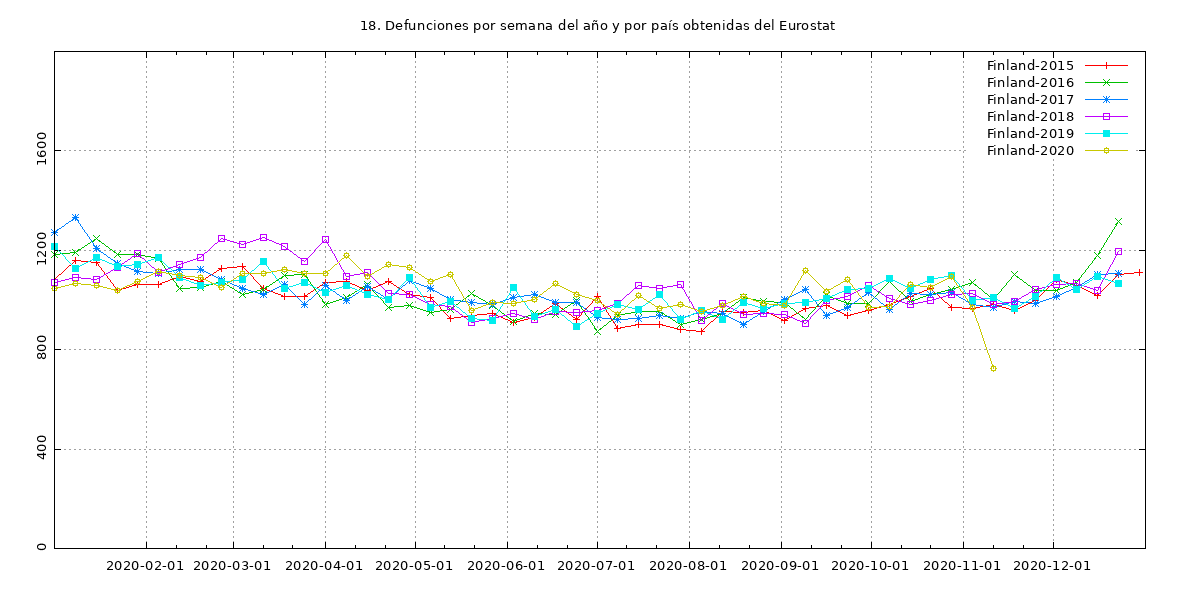 18. Defunciones por semana del año y por país obtenidas del Eurostat
Finland-2015
Finland-2016
Finland-2017
Finland-2018
Finland-2019
Finland-2020
1600
1200
800
400
0
2020-02-01 2020-03-01 2020-04-01 2020-05-01 2020-06-01 2020-07-01 2020-08-01 2020-09-01 2020-10-01 2020-11-01 2020-12-01